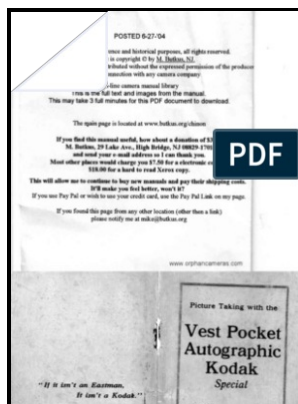 POSTED 6-27-'04
ence and historical purposes, all rights reserved.
is copyright © by M. Butkus, NJ.
tributed without the expressed permission of the producer
nnection with any camera company
-line camera manual library
This is the full text and images from the manual.
This may take 3 full minutes for this PDF document to download.
The main page is located at www.butkus.org/chinon
If you find this manual useful, how about a donation of $3
M. Butkus, 29 Lake Ave., High Bridge, NJ 08829-1701
and send your e-mail address so I can thank you.
Most other places would charge you $7.50 for a electronic
$18.00 for a hard to read Xerox copy.
This will allow me to continue to buy new manuals and pay their shipping costs.
It'll make you feel better, won't it?
If you use Pay Pal or wish to use your credit card, use the Pay Pal Link on my page.
If you found this page from any other location (other then a link)
please notify me at mike@butkus.org
PDF
www.orphancameras.com
Picture Taking with the
Vest Pocket
Autographic
Kodak
Special
"If it isn't an Eastman,
It isn't a Kodak."